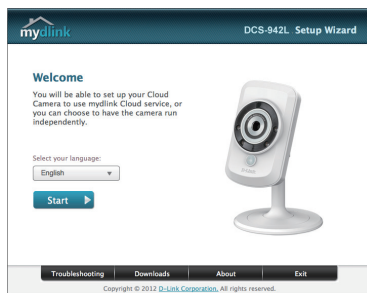 mydlink
DCS-942L Setup Wizard
Welcome
You will be able to set up your Cloud
Camera to use mydlink Cloud service, or
you can choose to have the camera run
independently.
Select your language:
English
Start
D-Link
Troubleshooting Downloads About Exit
Copyright © 2012 D-Link Corporation, All rights reserved.